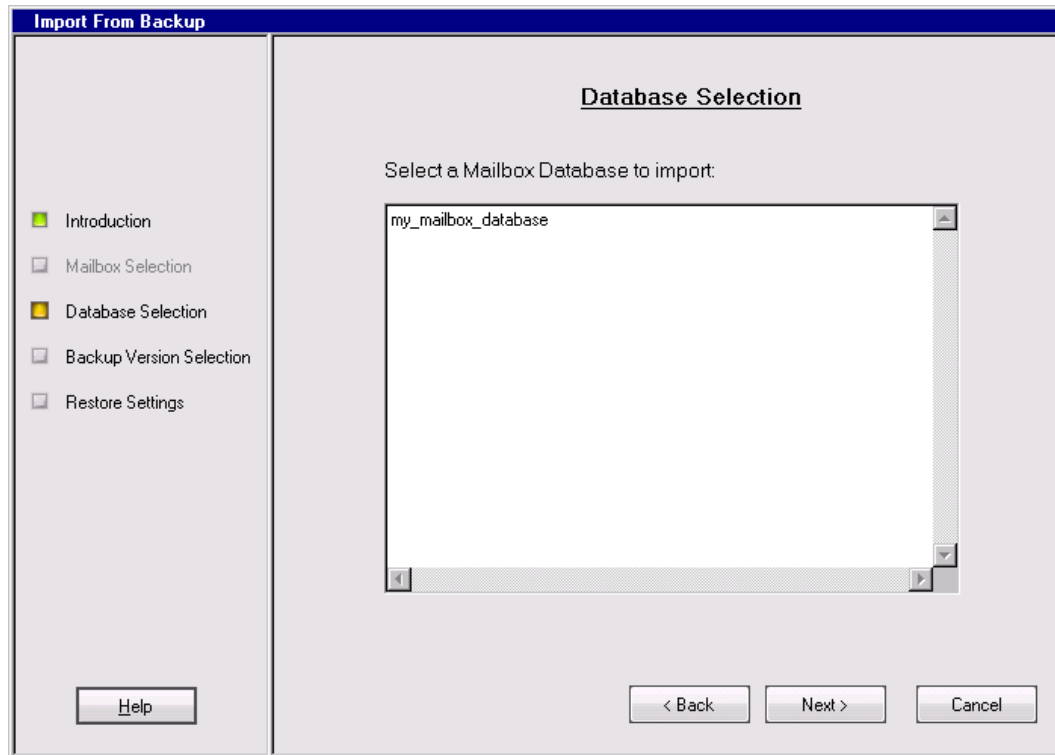 Import From Backup
Database Selection
Select a Mailbox Database to import:
my_mailbox_database
Introduction
Mailbox Selection
Database Selection
Backup Version Selection
Restore Settings
Help
< Back
Next >
Cancel